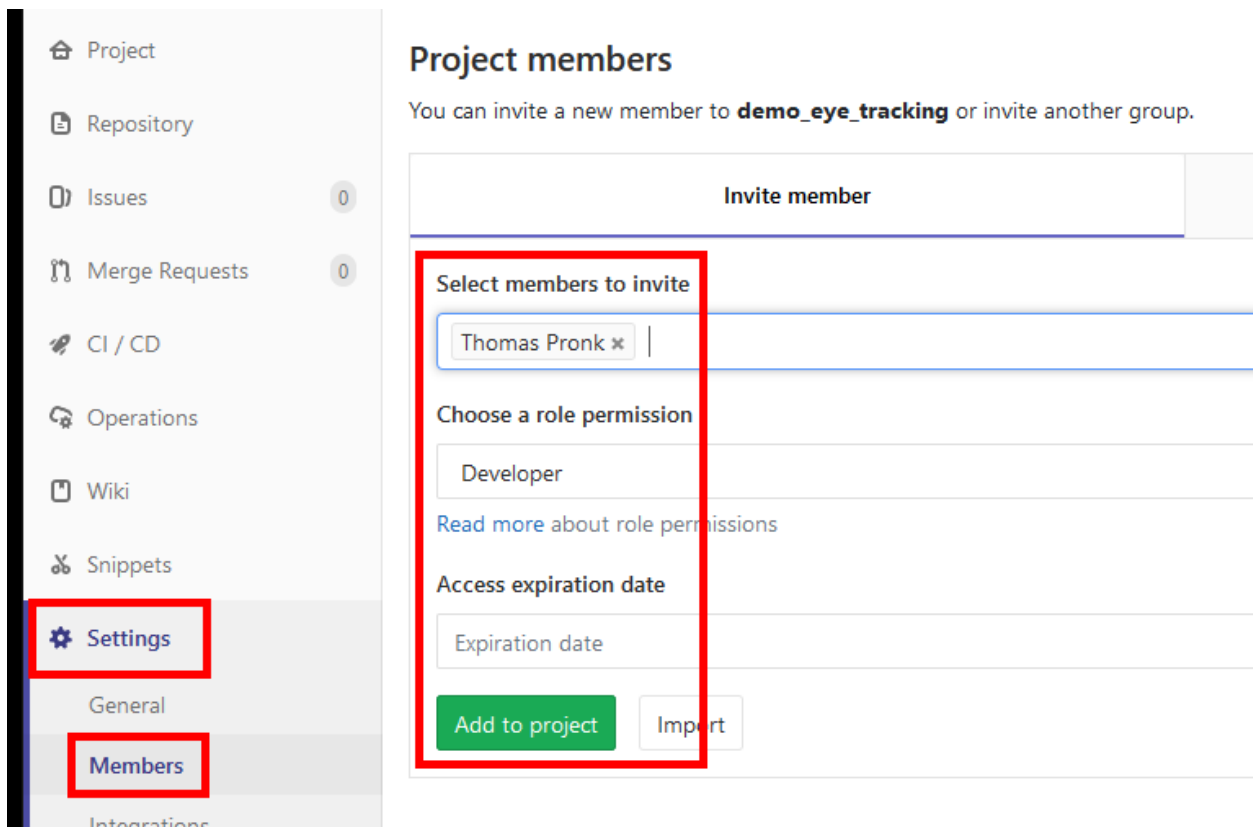 Project
Repository
Issues 0
Merge Requests 0
CI / CD
Operations
Wiki
Snippets
Settings
General
Members
Integrations
Project members
You can invite a new member to demo_eye_tracking or invite another group.
Invite member
Select members to invite
Thomas Pronk ×
Choose a role permission
Developer
Read more about role permissions
Access expiration date
Expiration date
Add to project Import